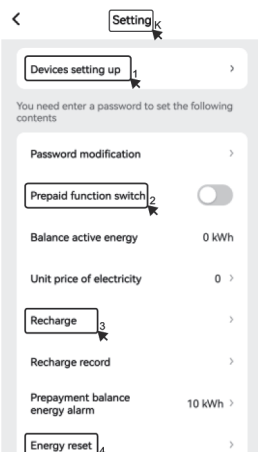 Setting K
Devices setting up 1
You need enter a password to set the following
contents
Password modification
Prepaid function switch 2
Balance active energy 0 kWh
Unit price of electricity 0
Recharge 3
Recharge record
Prepayment balance
energy alarm 10 kWh
Energy reset 4